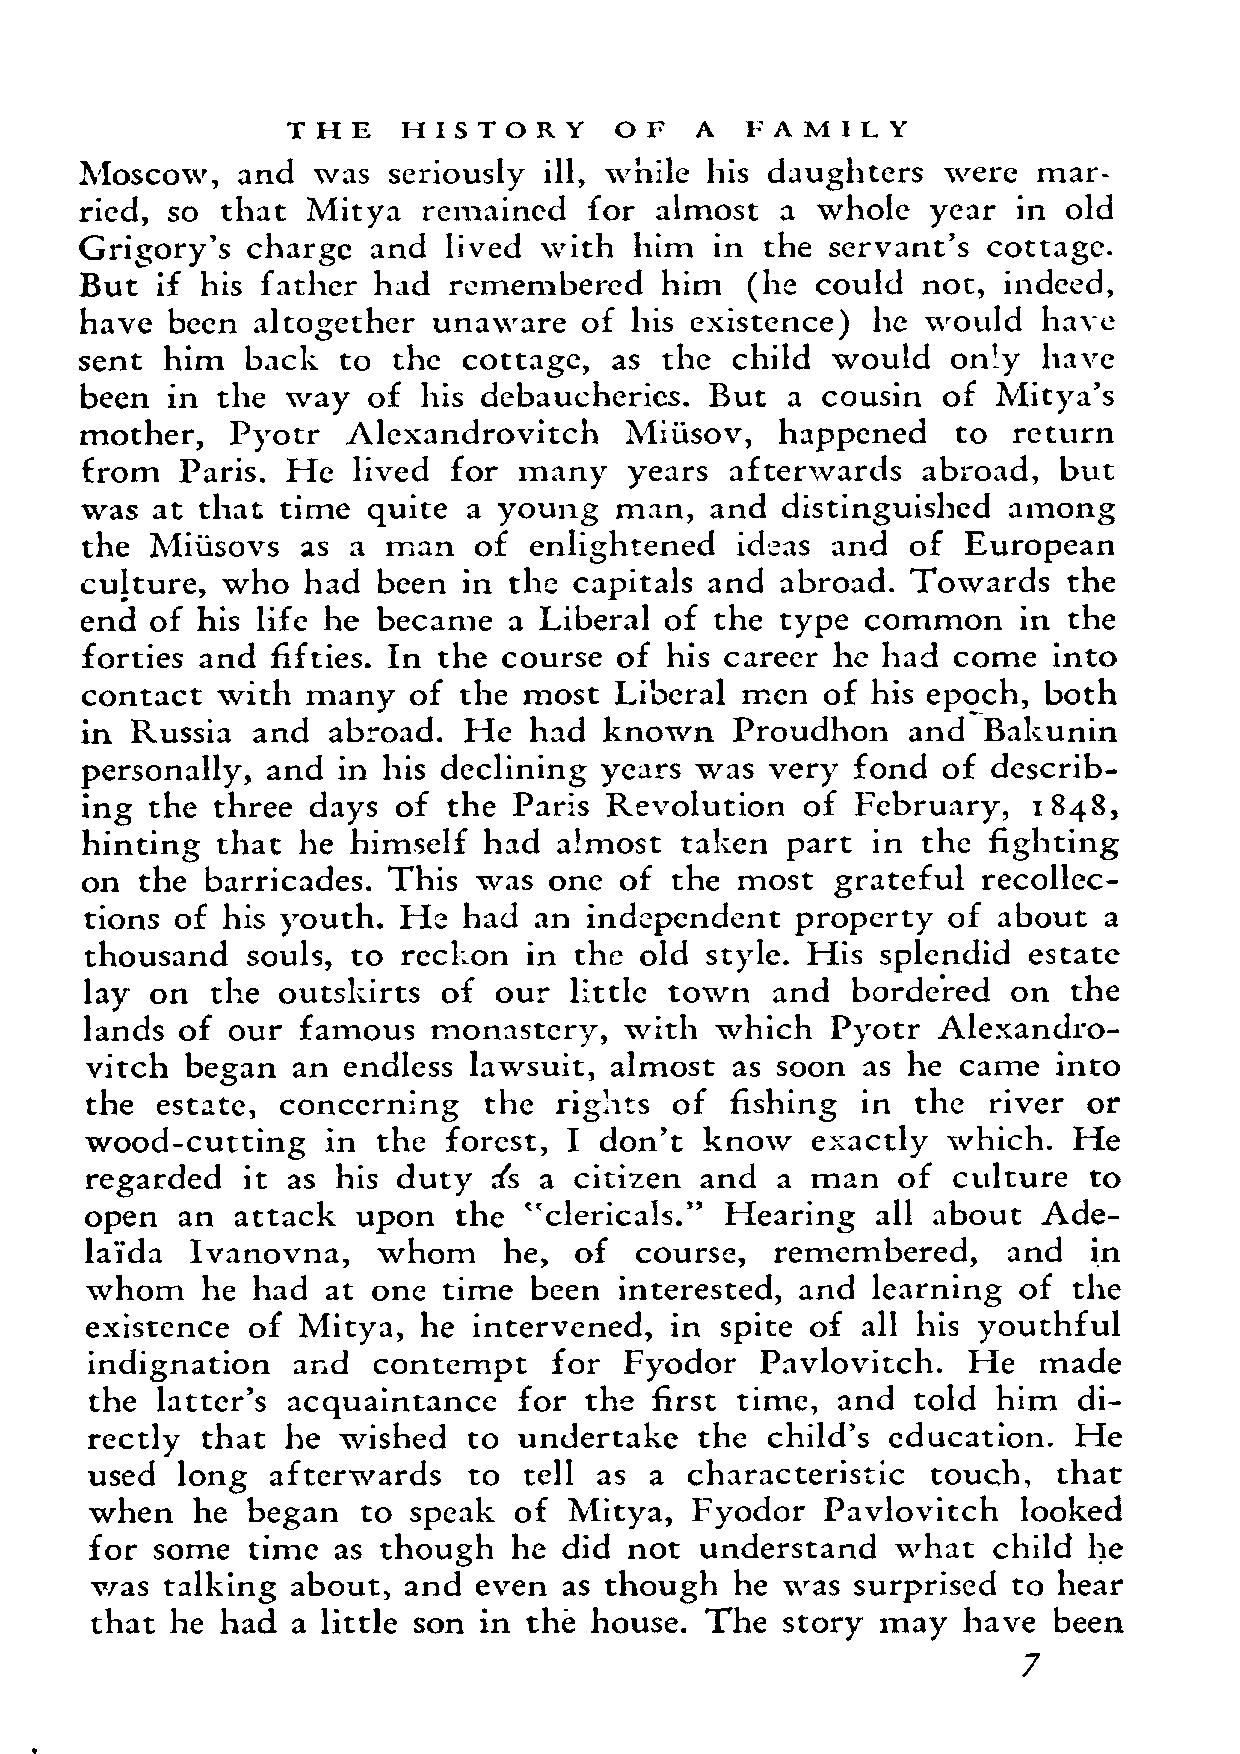 THE HISTORY OF A FAMILY
Moscow, and was seriously ill, while his daughters were mar-
ried, so that Mitya remained for almost a whole year in old
Grigory's charge and lived with him in the servant's cottage.
But if his father had remembered him (he could not, indeed,
have been altogether unaware of his existence) he would have
sent him back to the cottage, as the child would only have
been in the way of his debaucheries. But a cousin of Mitya's
mother, Pyotr Alexandrovitch Miüsov, happened to return
from Paris. He lived for many years afterwards abroad, but
was at that time quite a young man, and distinguished among
the Miüsovs as a man of enlightened ideas and of European
culture, who had been in the capitals and abroad. Towards the
end of his life he became a Liberal of the type common in the
forties and fifties. In the course of his career he had come into
contact with many of the most Liberal men of his epoch, both
in Russia and abroad. He had known Proudhon and Bakunin
personally, and in his declining years was very fond of describ-
ing the three days of the Paris Revolution of February, 1848,
hinting that he himself had almost taken part in the fighting
on the barricades. This was one of the most grateful recollec-
tions of his youth. He had an independent property of about a
thousand souls, to reckon in the old style. His splendid estate
lay on the outskirts of our little town and bordered on the
lands of our famous monastery, with which Pyotr Alexandro-
vitch began an endless lawsuit, almost as soon as he came into
the estate, concerning the rights of fishing in the river or
wood-cutting in the forest, I don't know exactly which. He
regarded it as his duty as a citizen and a man of culture to
open an attack upon the "clericals." Hearing all about Ade-
laïda Ivanovna, whom he, of course, remembered, and in
whom he had at one time been interested, and learning of the
existence of Mitya, he intervened, in spite of all his youthful
indignation and contempt for Fyodor Pavlovitch. He made
the latter's acquaintance for the first time, and told him di-
rectly that he wished to undertake the child's education. He
used long afterwards to tell as a characteristic touch, that
when he began to speak of Mitya, Fyodor Pavlovitch looked
for some time as though he did not understand what child he
was talking about, and even as though he was surprised to hear
that he had a little son in the house. The story may have been
7